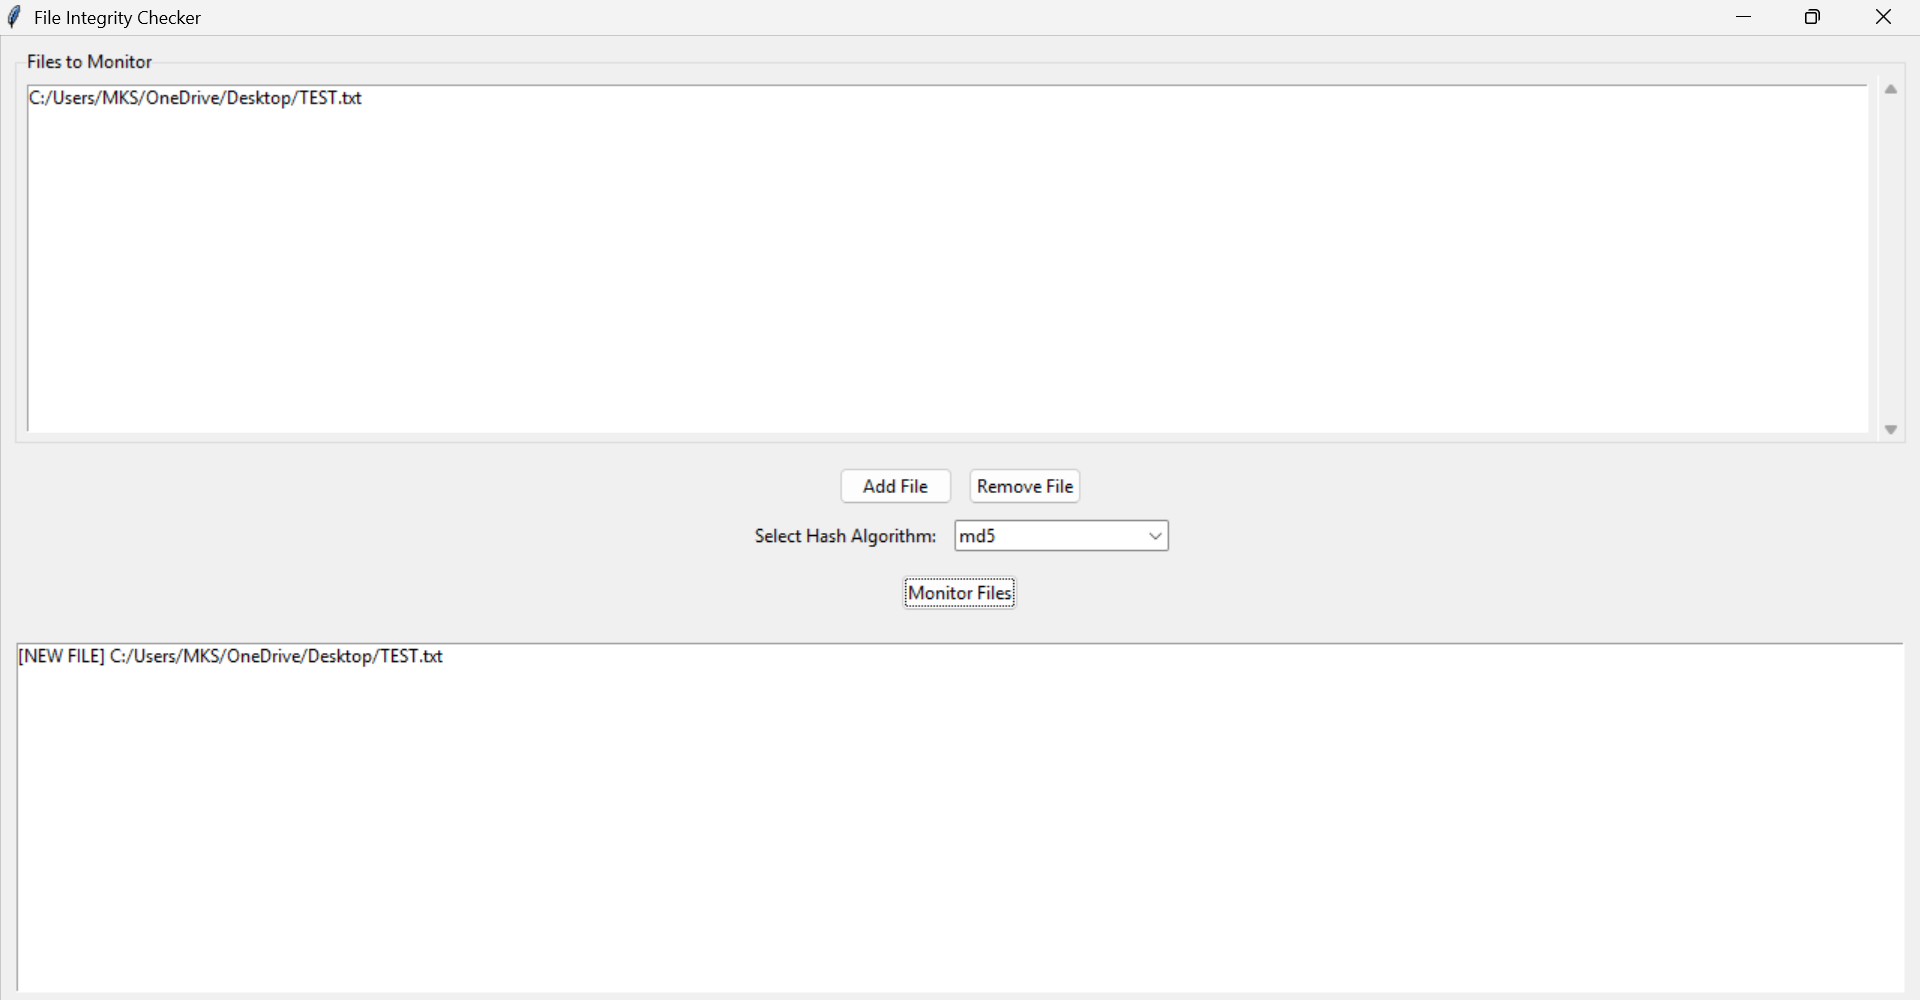 File Integrity Checker
Files to Monitor
C:/Users/MKS/OneDrive/Desktop/TEST.txt
Add File
Remove File
Select Hash Algorithm:
md5
Monitor Files
[NEW FILE] C:/Users/MKS/OneDrive/Desktop/TEST.txt